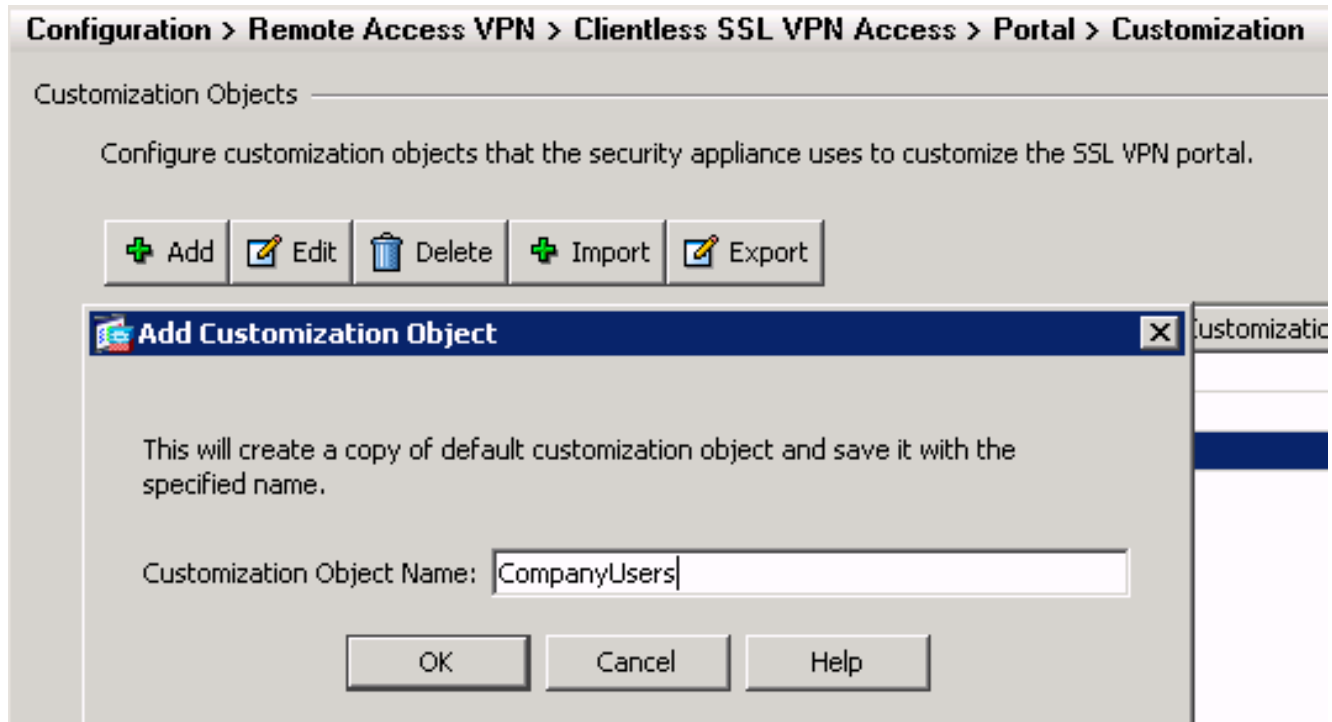 Configuration > Remote Access VPN > Clientless SSL VPN Access > Portal > Customization
Customization Objects
Configure customization objects that the security appliance uses to customize the SSL VPN portal.
Add Edit Delete Import Export
Add Customization Object
This will create a copy of default customization object and save it with the
specified name.
Customization Object Name: CompanyUsers
OK Cancel Help